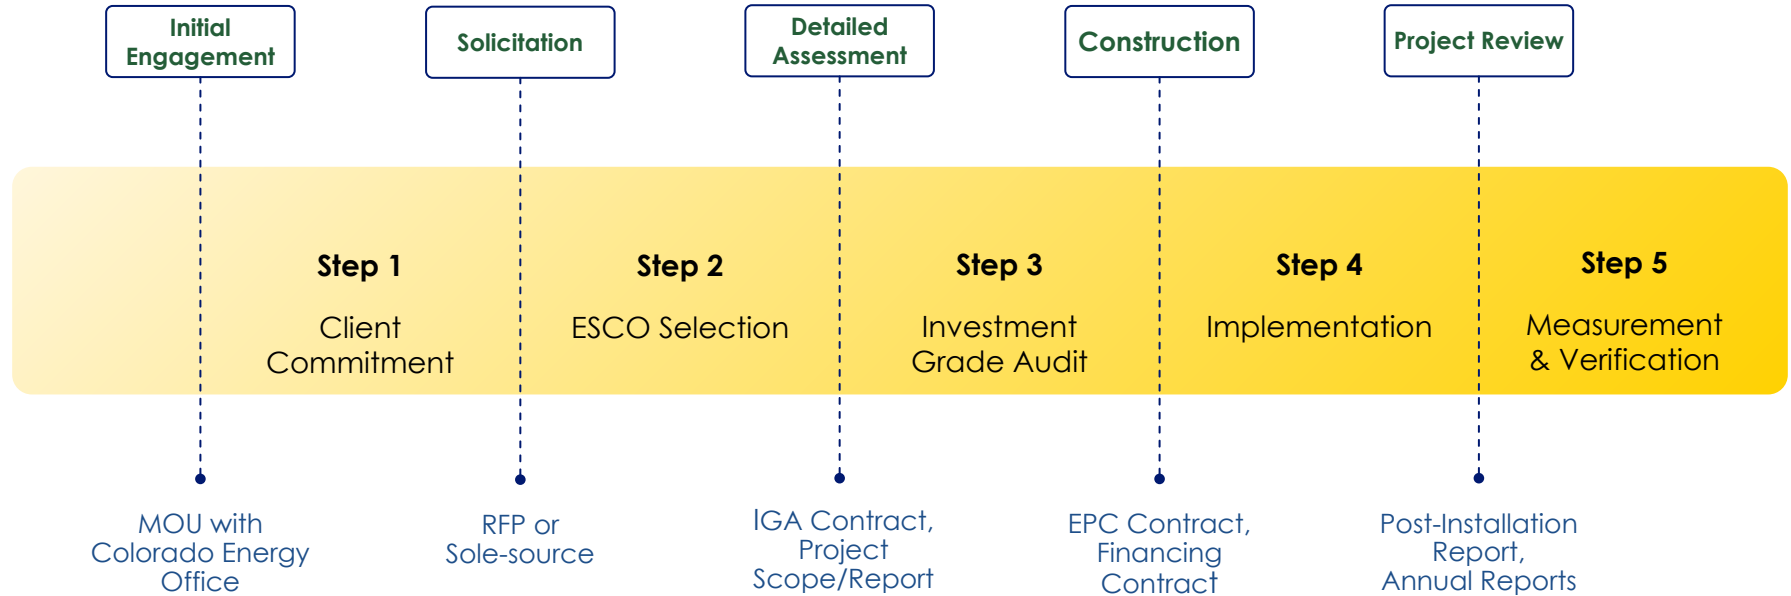 Initial
Engagement
Solicitation
Detailed
Assessment
Construction
Project Review
Step 1
Client
Commitment
Step 2
ESCO Selection
Step 3
Investment
Grade Audit
Step 4
Implementation
Step 5
Measurement
& Verification
MOU with
Colorado Energy
Office
RFP or
Sole-source
IGA Contract,
Project
Scope/Report
EPC Contract,
Financing
Contract
Post-Installation
Report,
Annual Reports